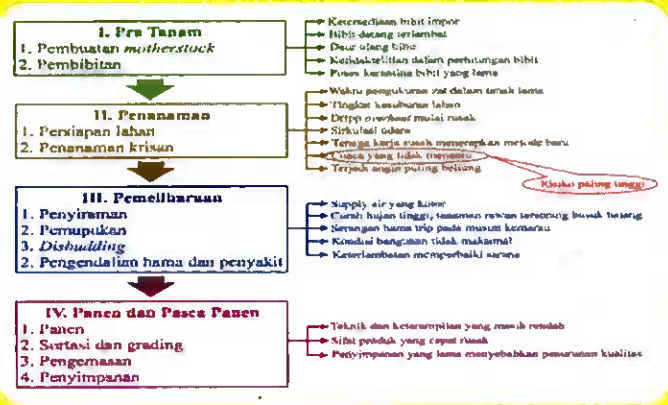 I. Pra Tanam
1. Pembuatan motherstock
2. Pembibitan
Ketersediaan bibit impor
Bibit datang terlambat
Daur ulang bibit
Ketidaktelitian dalam perhitungan bibit
Proses karantina bibit yang lama
II. Penanaman
1. Persiapan lahan
2. Penanaman krisan
Waktu pengukuran zat dalam tanah lama
Tingkat kesuburan lahan
Dripp overhead mulai rusak
Sirkulasi udara
Tenaga kerja susah menerapkan metode baru
Cuaca yang tidak menentu
Terjadi angin puting beliung
Risiko paling tinggi
III. Pemeliharaan
1. Penyiraman
2. Pemupukan
3. Disbudding
2. Pengendalian hama dan penyakit
Supply air yang kotor
Curah hujan tinggi, tanaman rawan terserang busuk batang
Serangan hama trip pada musim kemarau
Kondisi bangunan tidak maksimal
Keterlambatan memperbaiki sarana
IV. Panen dan Pasca Panen
1. Panen
2. Sortasi dan grading
3. Pengemasan
4. Penyimpanan
Teknik dan keterampilan yang masih rendah
Sifat produk yang cepat rusak
Penyimpanan yang lama menyebabkan penurunan kualitas